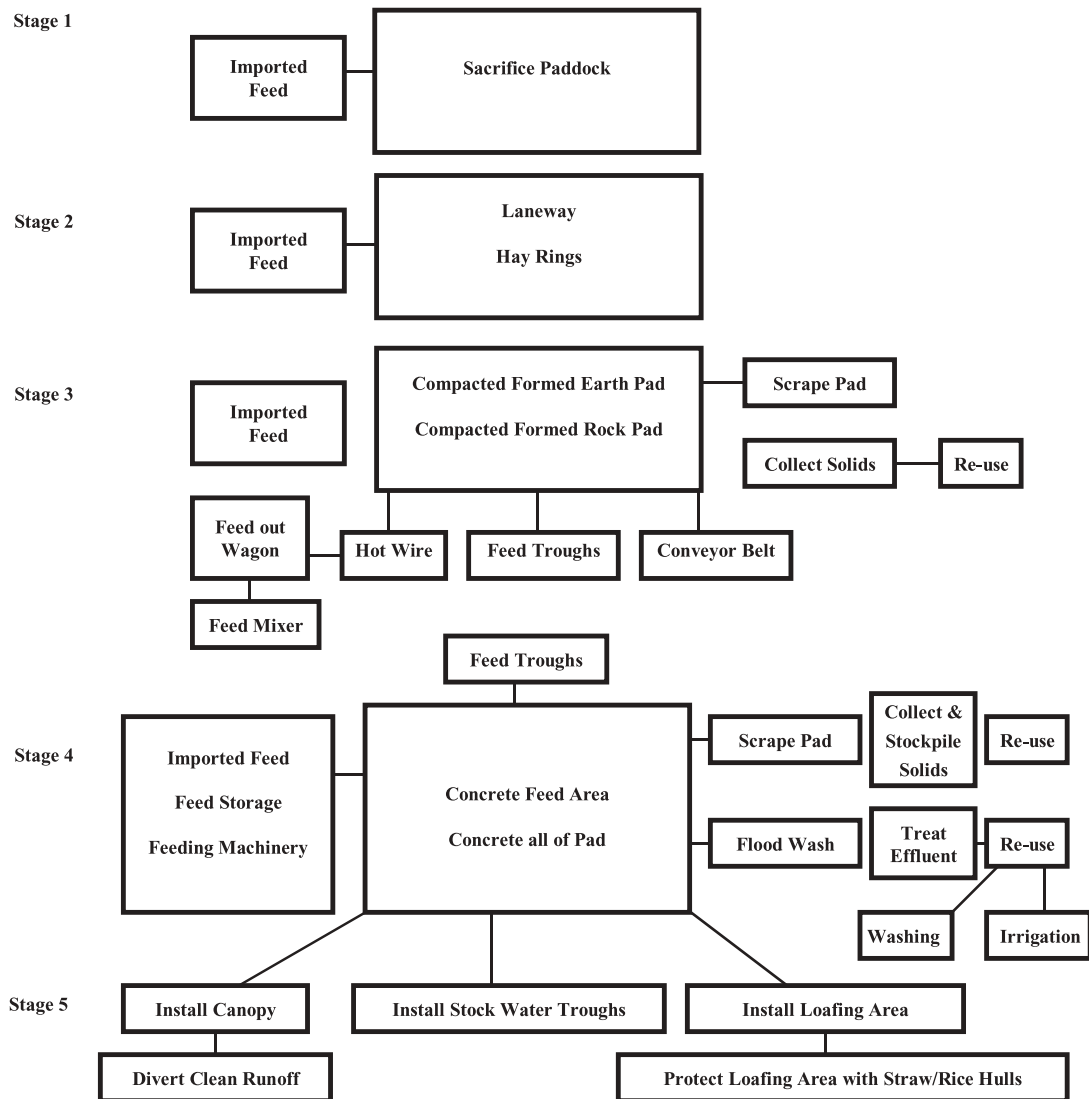 Stage 1
Imported
Feed
Sacrifice Paddock
Stage 2
Imported
Feed
Laneway
Hay Rings
Stage 3
Imported
Feed
Compacted Formed Earth Pad
Compacted Formed Rock Pad
Scrape Pad
Collect Solids
Re-use
Feed out
Wagon
Hot Wire
Feed Troughs
Conveyor Belt
Feed Mixer
Feed Troughs
Stage 4
Imported Feed
Feed Storage
Feeding Machinery
Concrete Feed Area
Concrete all of Pad
Scrape Pad
Collect &
Stockpile
Solids
Re-use
Flood Wash
Treat
Effluent
Re-use
Washing
Irrigation
Stage 5
Install Canopy
Install Stock Water Troughs
Install Loafing Area
Divert Clean Runoff
Protect Loafing Area with Straw/Rice Hulls